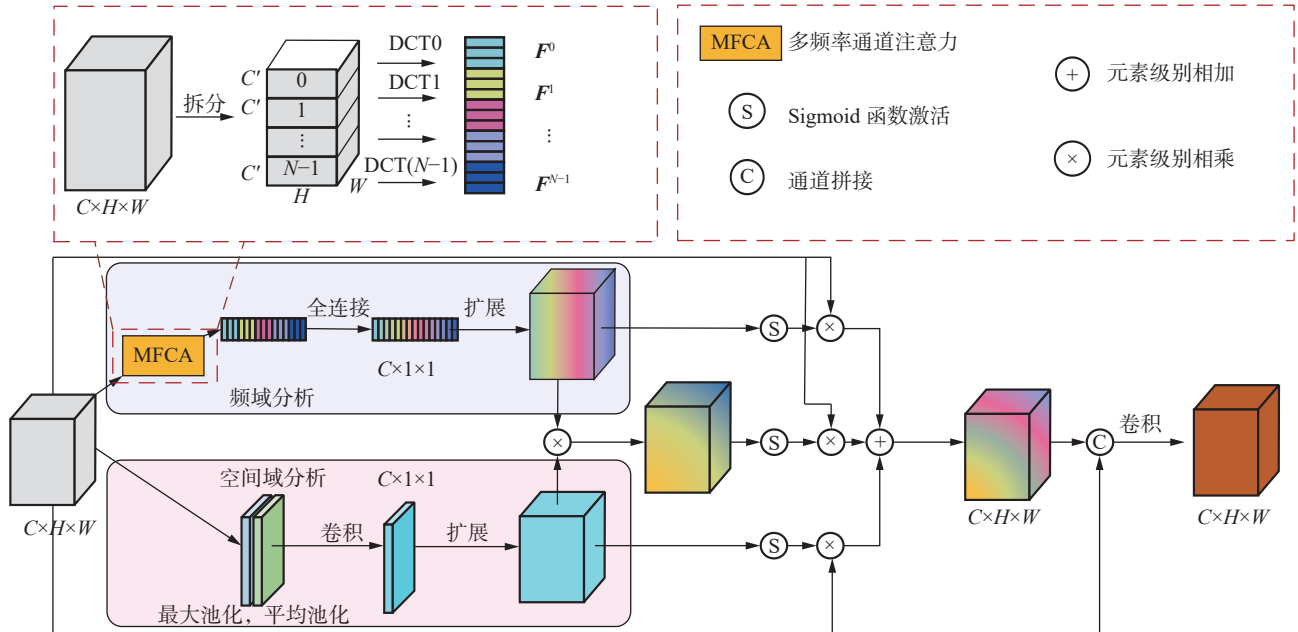 拆分
C×H×W
C′
C′
C′
0
1
⋮
N−1
H
W
DCT0
DCT1
⋮
DCT(N−1)
F⁰
F¹
⋮
Fᴺ⁻¹
MFCA 多频率通道注意力
S Sigmoid 函数激活
C 通道拼接
+ 元素级别相加
× 元素级别相乘
MFCA
全连接
C×1×1
扩展
频域分析
S
×
C×H×W
×
S
×
+
C×H×W
C
卷积
C×H×W
空间域分析
卷积
C×1×1
扩展
最大池化，平均池化
S
×